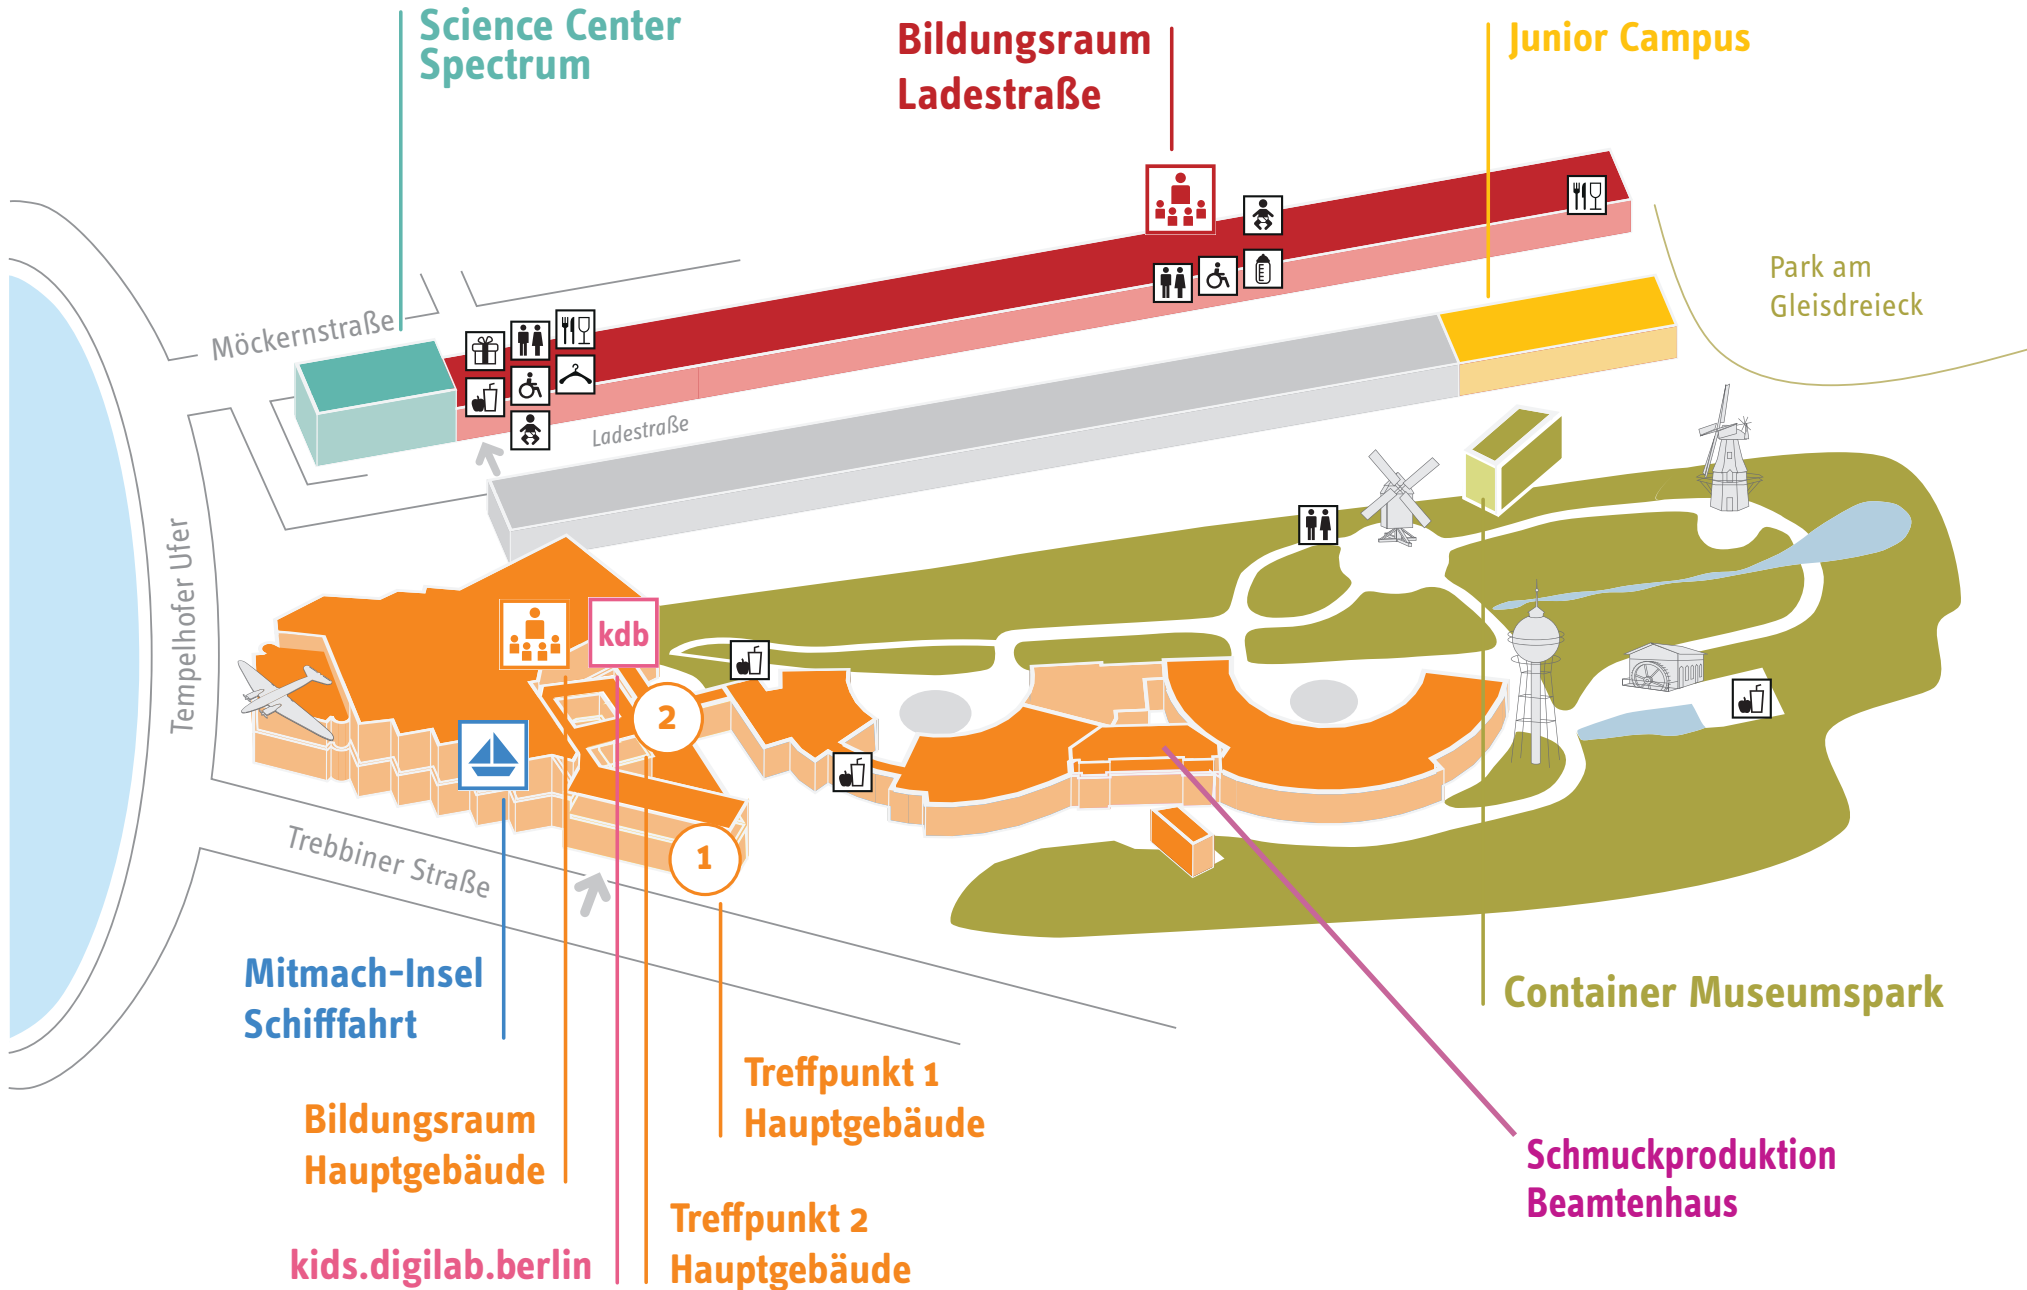 Science Center
Spectrum
Bildungsraum
Ladestraße
Junior Campus
Park am
Gleisdreieck
Möckernstraße
Ladestraße
Tempelhofer Ufer
kdb
2
1
Trebbiner Straße
Mitmach-Insel
Schifffahrt
Container Museumspark
Treffpunkt 1
Hauptgebäude
Bildungsraum
Hauptgebäude
Schmuckproduktion
Beamtenhaus
Treffpunkt 2
Hauptgebäude
kids.digilab.berlin